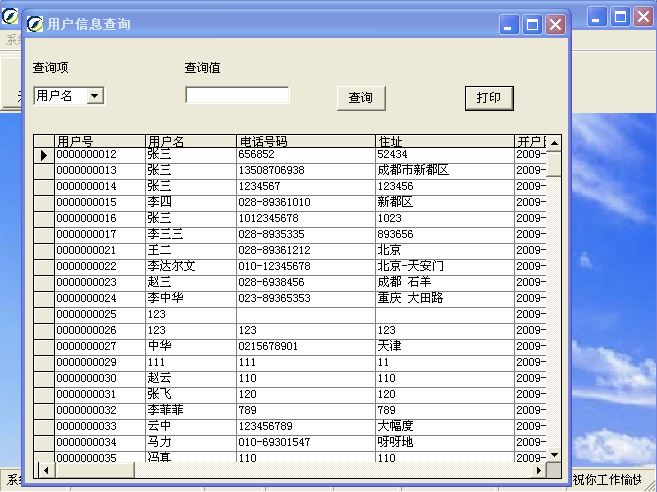 用户信息查询
系统
查询项
查询值
用户名
查询
打印
用户号 用户名 电话号码 住址 开户日
0000000012 张三 656852 52434 2009-
0000000013 张三 13508706938 成都市新都区 2009-
0000000014 张三 1234567 123456 2009-
0000000015 李四 028-89361010 新都区 2009-
0000000016 张三 1012345678 1023 2009-
0000000017 李三三 028-8935335 893656 2009-
0000000021 王二 028-89361212 北京 2009-
0000000022 李达尔文 010-12345678 北京-天安门 2009-
0000000023 赵三 028-6938456 成都 石羊 2009-
0000000024 李中华 023-89365353 重庆 大田路 2009-
0000000025 123 2009-
0000000026 123 123 123 2009-
0000000027 中华 0215678901 天津 2009-
0000000029 111 111 11 2009-
0000000030 赵云 110 110 2009-
0000000031 张飞 120 120 2009-
0000000032 李菲菲 789 789 2009-
0000000033 云中 123456789 大幅度 2009-
0000000034 马力 010-69301547 呀呀地 2009-
0000000035 冯真 110 110 2009-
系统
祝你工作愉快